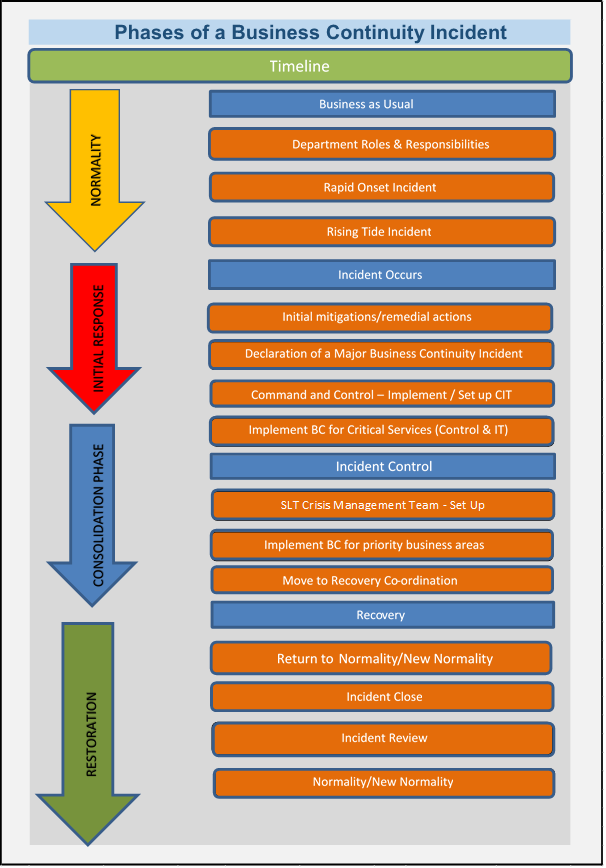 Phases of a Business Continuity Incident
Timeline
NORMALITY
Business as Usual
Department Roles & Responsibilities
Rapid Onset Incident
Rising Tide Incident
INITIAL RESPONSE
Incident Occurs
Initial mitigations/remedial actions
Declaration of a Major Business Continuity Incident
Command and Control – Implement / Set up CIT
Implement BC for Critical Services (Control & IT)
CONSOLIDATION PHASE
Incident Control
SLT Crisis Management Team - Set Up
Implement BC for priority business areas
Move to Recovery Co-ordination
RESTORATION
Recovery
Return to Normality/New Normality
Incident Close
Incident Review
Normality/New Normality